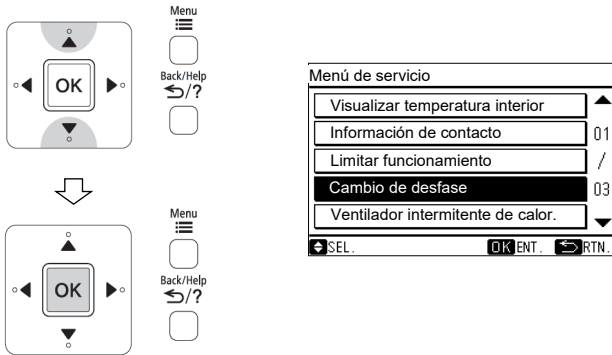 Menu
OK
Back/Help
/?
Menu
OK
Back/Help
/?
Menú de servicio
Visualizar temperatura interior
Información de contacto
Limitar funcionamiento
Cambio de desfase
Ventilador intermitente de calor.
01
/
03
SEL.
OK ENT.
RTN.